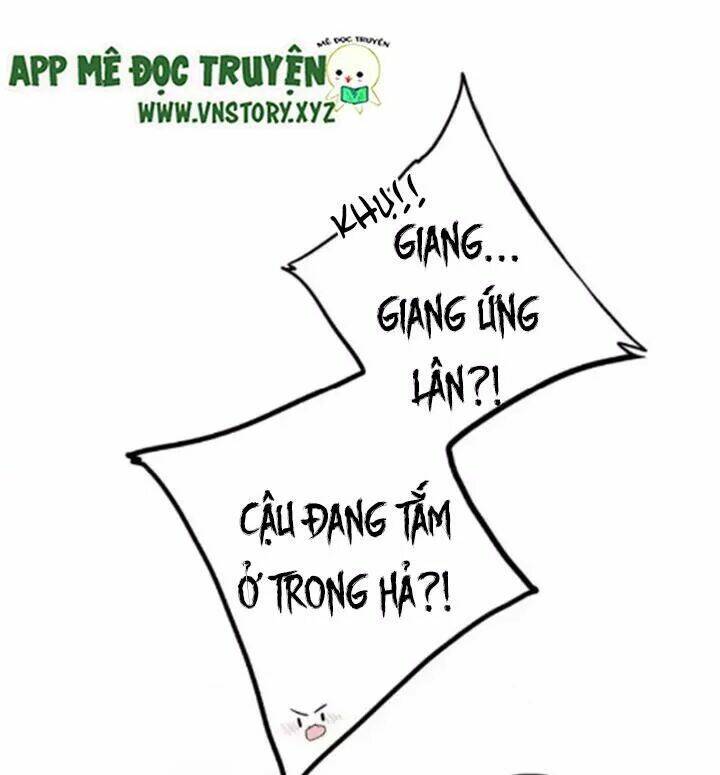 MÊ ĐỌC TRUYỆN
APP MÊ ĐỌC TRUYỆN
WWW.VNSTORY.XYZ
KHỤ!!
GIANG...
GIANG ỨNG
LÂN?!
CẬU ĐANG TẮM
Ở TRONG HẢ?!